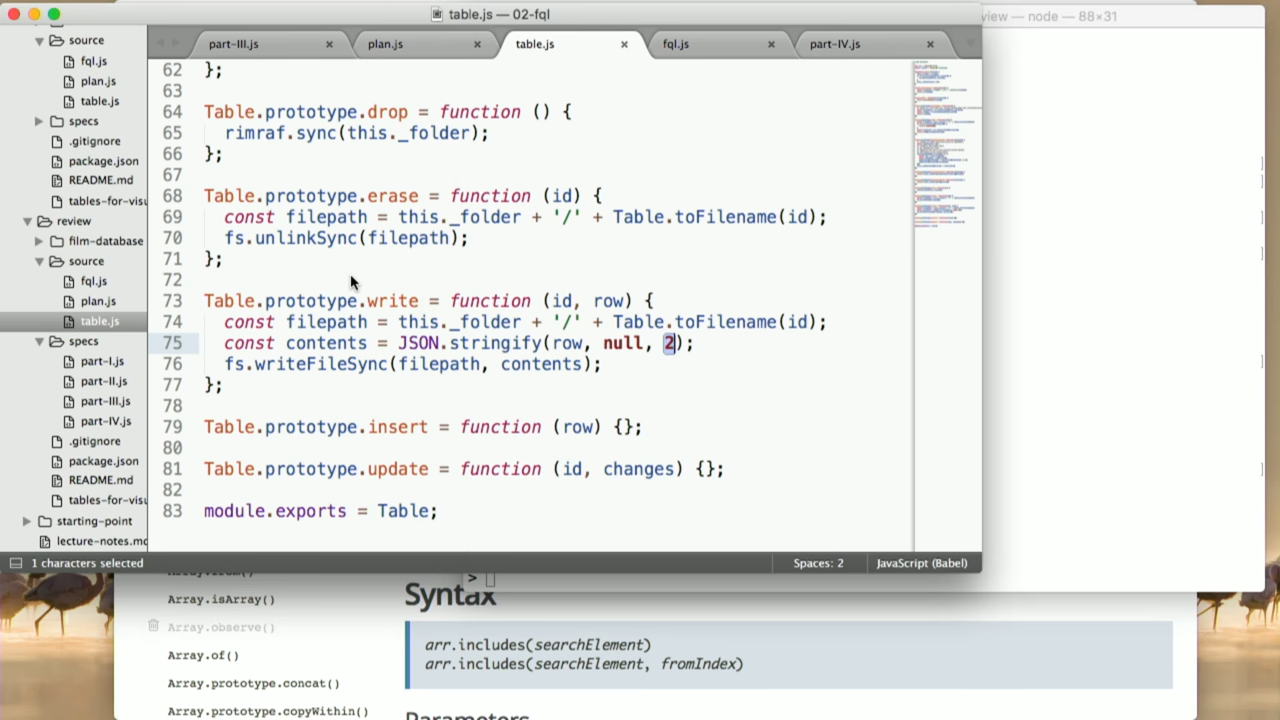 table.js — 02-fql
view — node — 88×31
part-III.js × plan.js × table.js × fql.js × part-IV.js ×
source
fql.js
plan.js
table.js
specs
.gitignore
package.json
README.md
tables-for-visu
review
film-database
source
fql.js
plan.js
table.js
specs
part-I.js
part-II.js
part-III.js
part-IV.js
.gitignore
package.json
README.md
tables-for-visu
starting-point
lecture-notes.md
62 };
63
64 Table.prototype.drop = function () {
65 rimraf.sync(this._folder);
66 };
67
68 Table.prototype.erase = function (id) {
69 const filepath = this._folder + '/' + Table.toFilename(id);
70 fs.unlinkSync(filepath);
71 };
72
73 Table.prototype.write = function (id, row) {
74 const filepath = this._folder + '/' + Table.toFilename(id);
75 const contents = JSON.stringify(row, null, 2);
76 fs.writeFileSync(filepath, contents);
77 };
78
79 Table.prototype.insert = function (row) {};
80
81 Table.prototype.update = function (id, changes) {};
82
83 module.exports = Table;
1 characters selected Spaces: 2 JavaScript (Babel)
>
Array.isArray()
Array.observe()
Array.of()
Array.prototype.concat()
Array.prototype.copyWithin()
Syntax
arr.includes(searchElement)
arr.includes(searchElement, fromIndex)
Parameters